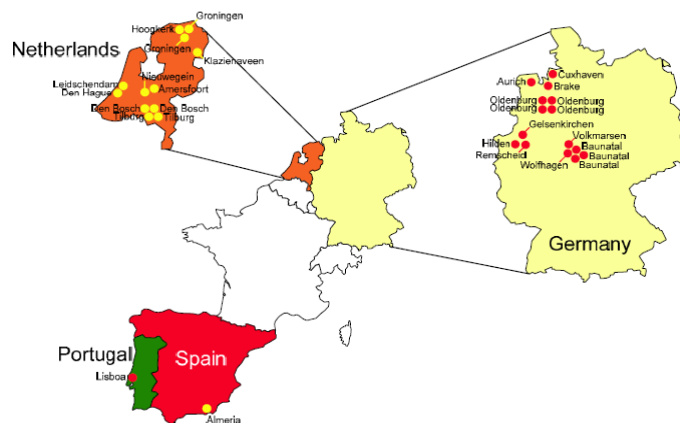 Groningen
Hoogkerk
Netherlands
Groningen
Klaziehaveen
Nieuwegein
Leidschendam
Amersfoort
Den Hague
Den Bosch
Den Bosch
Tilburg
Tilburg
Cuxhaven
Aurich
Brake
Oldenburg
Oldenburg
Oldenburg
Oldenburg
Gelsenkirchen
Volkmarsen
Hilden
Baunatal
Remscheid
Baunatal
Wolfhagen
Baunatal
Germany
Portugal
Spain
Lisboa
Almeria